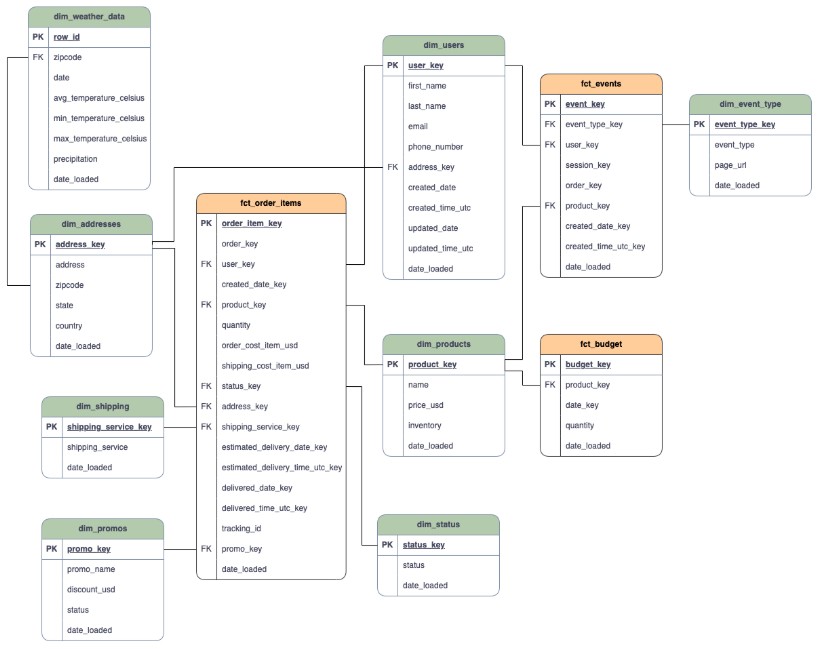 dim_weather_data
PK row_id
FK zipcode
date
avg_temperature_celsius
min_temperature_celsius
max_temperature_celsius
precipitation
date_loaded
dim_addresses
PK address_key
address
zipcode
state
country
date_loaded
dim_shipping
PK shipping_service_key
shipping_service
date_loaded
dim_promos
PK promo_key
promo_name
discount_usd
status
date_loaded
fct_order_items
PK order_item_key
order_key
FK user_key
created_date_key
FK product_key
quantity
order_cost_item_usd
shipping_cost_item_usd
FK status_key
FK address_key
FK shipping_service_key
estimated_delivery_date_key
estimated_delivery_time_utc_key
delivered_date_key
delivered_time_utc_key
tracking_id
FK promo_key
date_loaded
dim_users
PK user_key
first_name
last_name
email
phone_number
FK address_key
created_date
created_time_utc
updated_date
updated_time_utc
date_loaded
dim_products
PK product_key
name
price_usd
inventory
date_loaded
dim_status
PK status_key
status
date_loaded
fct_events
PK event_key
FK event_type_key
FK user_key
session_key
order_key
FK product_key
created_date_key
created_time_utc_key
date_loaded
fct_budget
PK budget_key
FK product_key
date_key
quantity
date_loaded
dim_event_type
PK event_type_key
event_type
page_url
date_loaded